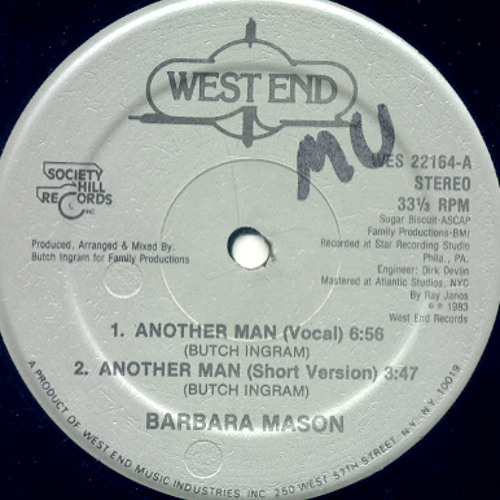 WEST END
MU
WES 22164-A
STEREO
33⅓ RPM
Sugar Biscuit-ASCAP
Family Productions-BMI
Recorded at Star Recording Studio
Phila., PA.
Engineer: Dirk Devlin
Mastered at Atlantic Studios, NYC
By Ray Janos
℗ © 1983
West End Records
SOCIETY
HILL
RECORDS
INC
Produced, Arranged & Mixed By:
Butch Ingram for Family Productions
1. ANOTHER MAN (Vocal) 6:56
(BUTCH INGRAM)
2. ANOTHER MAN (Short Version) 3:47
(BUTCH INGRAM)
BARBARA MASON
A PRODUCT OF WEST END MUSIC INDUSTRIES, INC. 250 WEST 57TH STREET, N.Y., N.Y. 10019